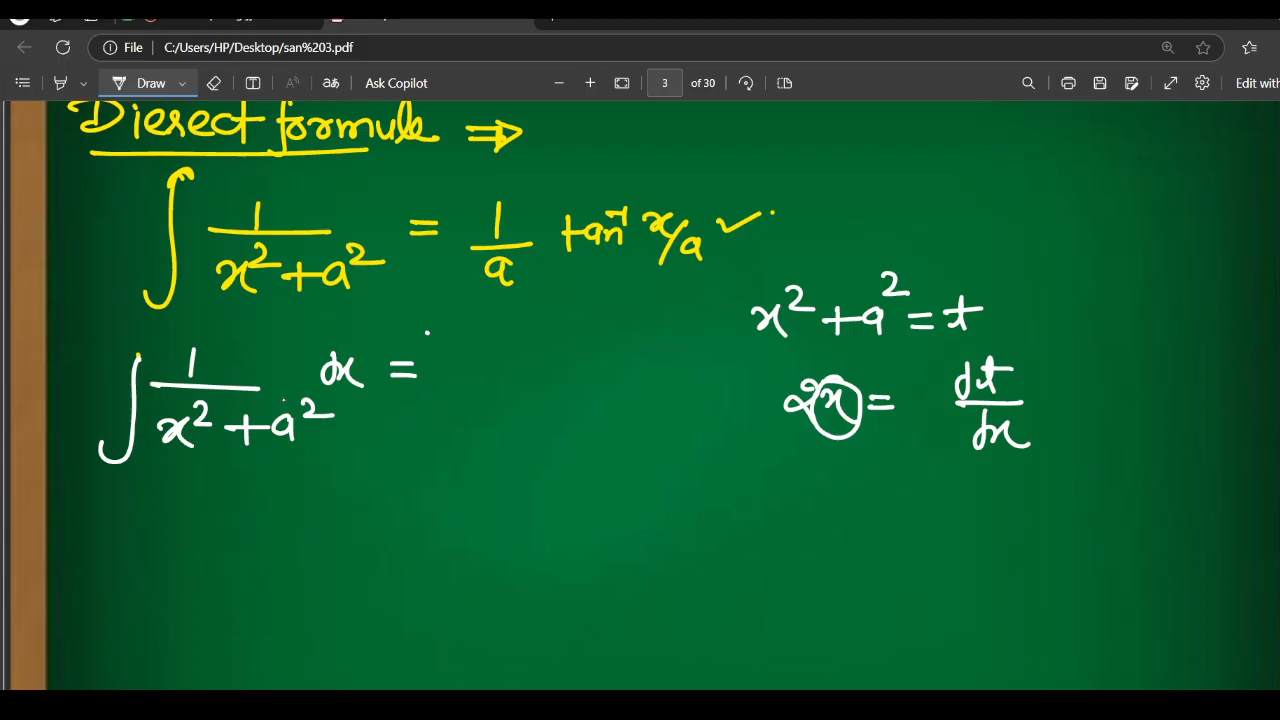 File | C:/Users/HP/Desktop/san%203.pdf
Draw Ask Copilot 3 of 30 Edit with
Dierect formule ⇒
∫ 1/(x²+a²) = 1/a tan⁻¹ x/a ✓
x²+a² = t
∫ 1/(x²+a²) dx =
2x = dt/dx